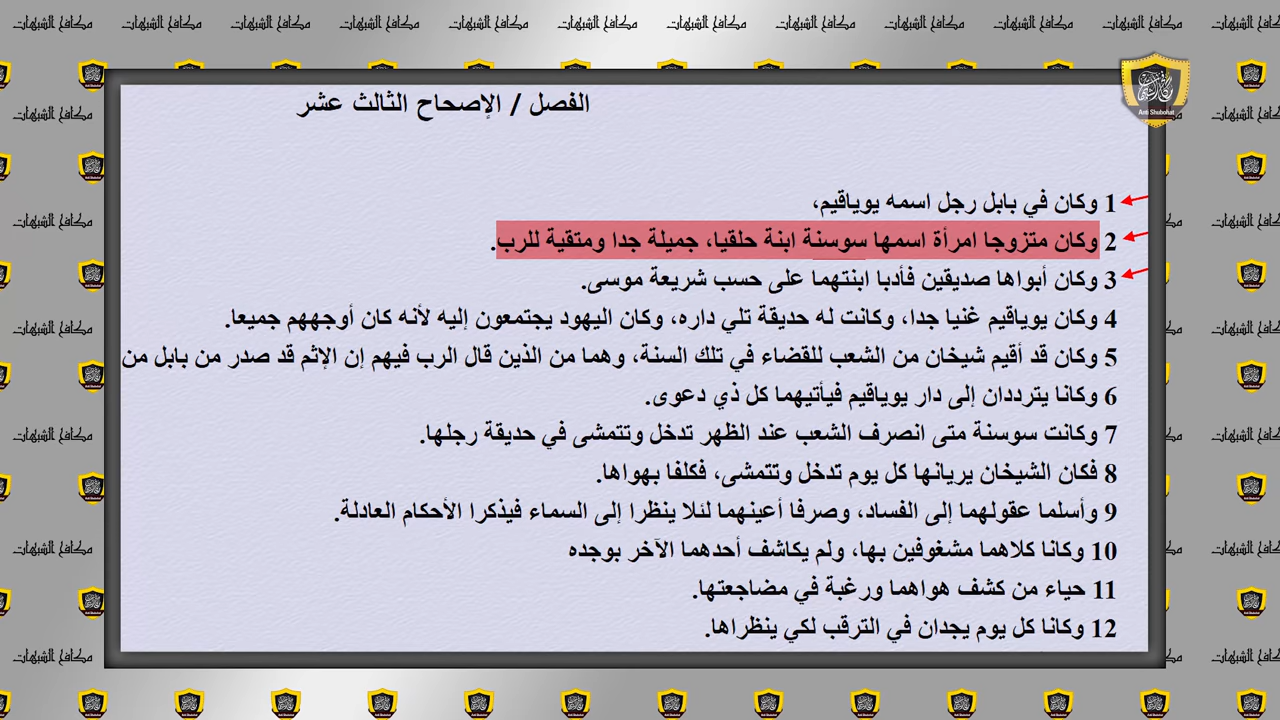 الفصل / الإصحاح الثالث عشر
Anti Shubohat
1 وكان في بابل رجل اسمه يوياقيم،
2 وكان متزوجا امرأة اسمها سوسنة ابنة حلقيا، جميلة جدا ومتقية للرب.
3 وكان أبواها صديقين فأدبا ابنتهما على حسب شريعة موسى.
4 وكان يوياقيم غنيا جدا، وكانت له حديقة تلي داره، وكان اليهود يجتمعون إليه لأنه كان أوجههم جميعا.
5 وكان قد أقيم شيخان من الشعب للقضاء في تلك السنة، وهما من الذين قال الرب فيهم إن الإثم قد صدر من بابل من
6 وكانا يترددان إلى دار يوياقيم فيأتيهما كل ذي دعوى.
7 وكانت سوسنة متى انصرف الشعب عند الظهر تدخل وتتمشى في حديقة رجلها.
8 فكان الشيخان يريانها كل يوم تدخل وتتمشى، فكلفا بهواها.
9 وأسلما عقولهما إلى الفساد، وصرفا أعينهما لئلا ينظرا إلى السماء فيذكرا الأحكام العادلة.
10 وكانا كلاهما مشغوفين بها، ولم يكاشف أحدهما الآخر بوجده
11 حياء من كشف هواهما ورغبة في مضاجعتها.
12 وكانا كل يوم يجدان في الترقب لكي ينظراها.
مكافح الشبهات